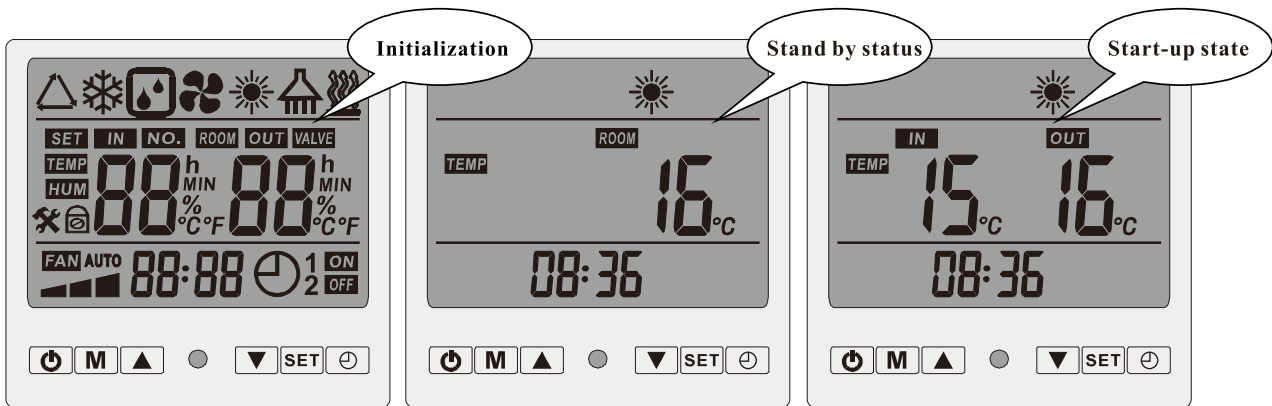 Initialization
SET IN NO. ROOM OUT VALVE
TEMP
HUM
88 h MIN % °C °F 88 h MIN % °C °F
FAN AUTO 88:88 1 ON
2 OFF
M SET
Stand by status
ROOM
TEMP
16 °C
08:36
M SET
Start-up state
IN OUT
TEMP
15 °C 16 °C
08:36
M SET